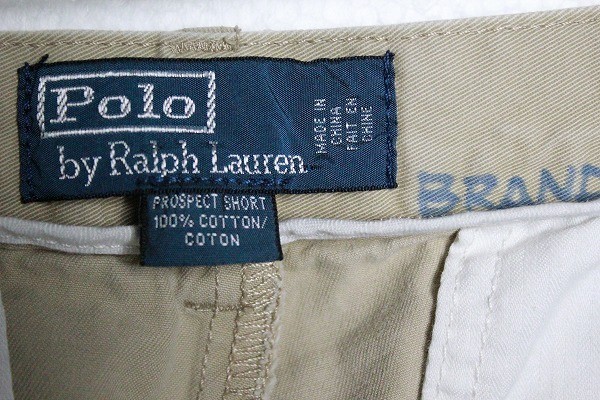 Polo
by Ralph Lauren
MADE IN
CHINA
FAIT EN
CHINE
PROSPECT SHORT
100% COTTON/
COTON
BRAND